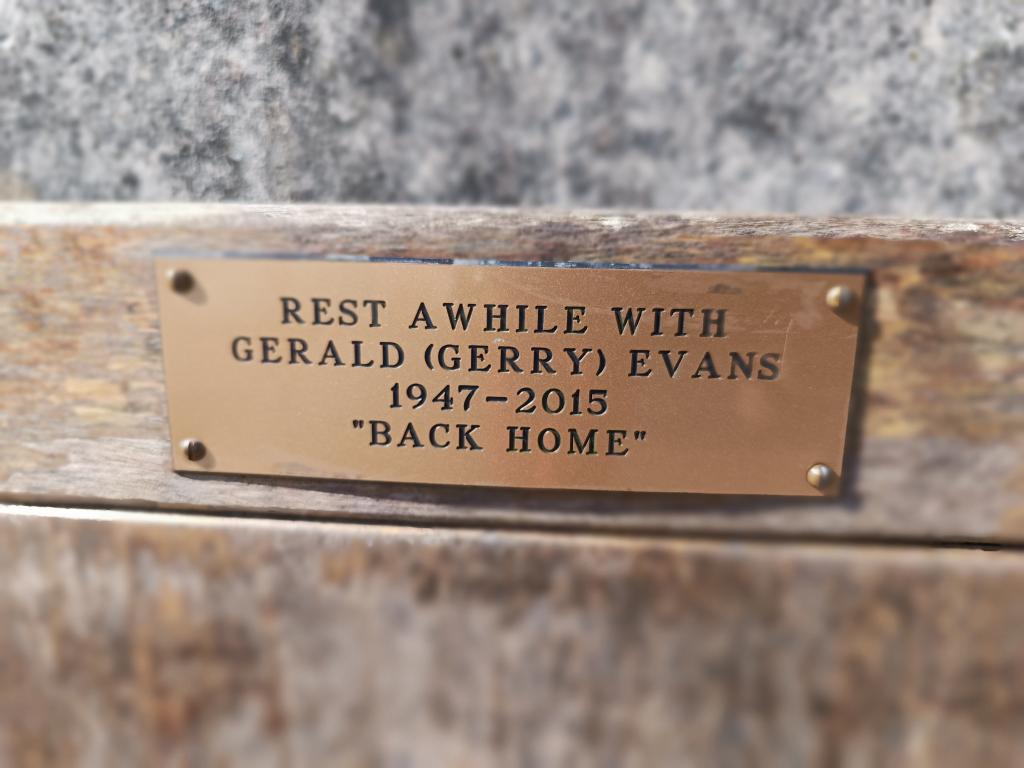 REST AWHILE WITH
GERALD (GERRY) EVANS
1947-2015
"BACK HOME"